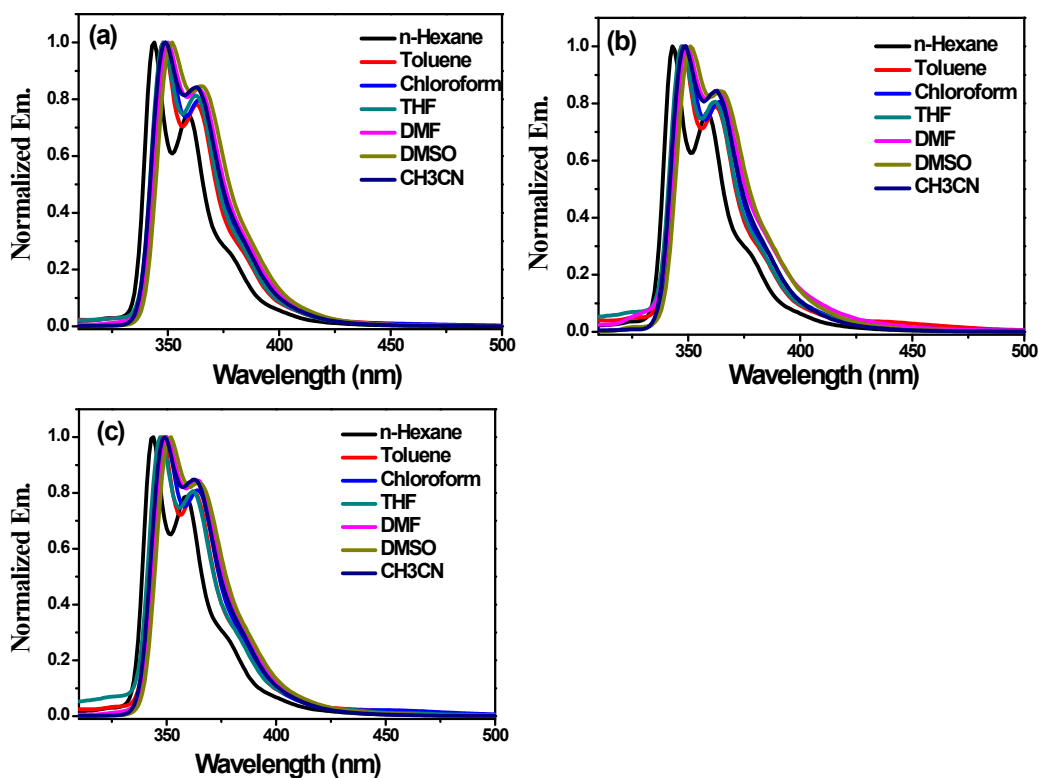 (a)
n-Hexane
Toluene
Chloroform
THF
DMF
DMSO
CH3CN
Normalized Em.
1.0
0.8
0.6
0.4
0.2
0.0
350 400 450 500
Wavelength (nm)
(b)
n-Hexane
Toluene
Chloroform
THF
DMF
DMSO
CH3CN
Normalized Em.
1.0
0.8
0.6
0.4
0.2
0.0
350 400 450 500
Wavelength (nm)
(c)
n-Hexane
Toluene
Chloroform
THF
DMF
DMSO
CH3CN
Normalized Em.
1.0
0.8
0.6
0.4
0.2
0.0
350 400 450 500
Wavelength (nm)